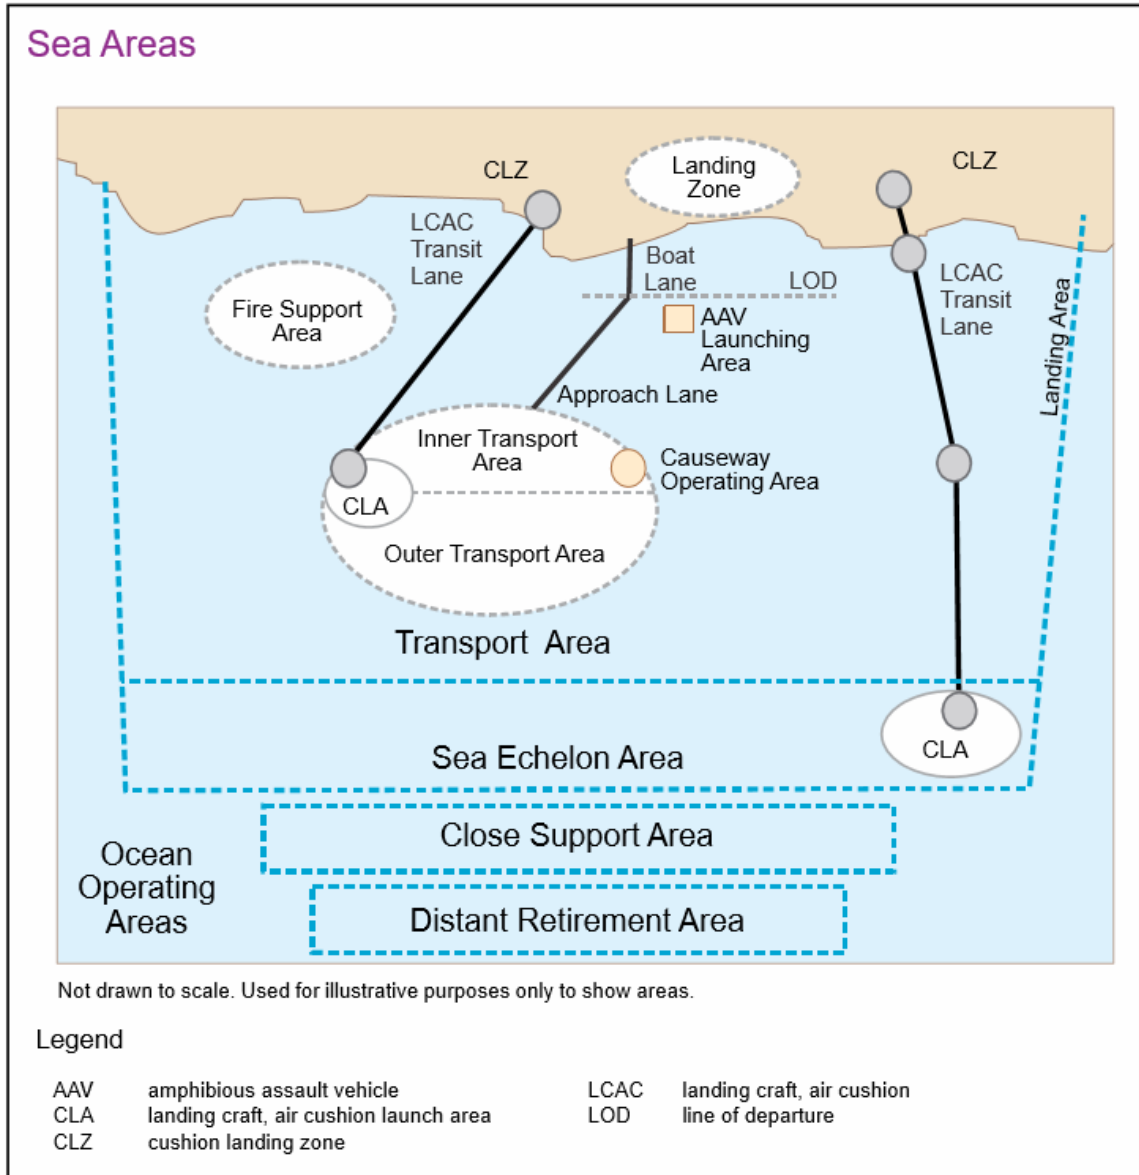 Sea Areas
CLZ
Landing
Zone
CLZ
LCAC
Transit
Lane
Boat
Lane
LOD
LCAC
Transit
Lane
Fire Support
Area
AAV
Launching
Area
Landing Area
Approach Lane
Inner Transport
Area
Causeway
Operating Area
CLA
Outer Transport Area
Transport Area
Sea Echelon Area
CLA
Close Support Area
Ocean
Operating
Areas
Distant Retirement Area
Not drawn to scale. Used for illustrative purposes only to show areas.
Legend
AAV amphibious assault vehicle
CLA landing craft, air cushion launch area
CLZ cushion landing zone
LCAC landing craft, air cushion
LOD line of departure